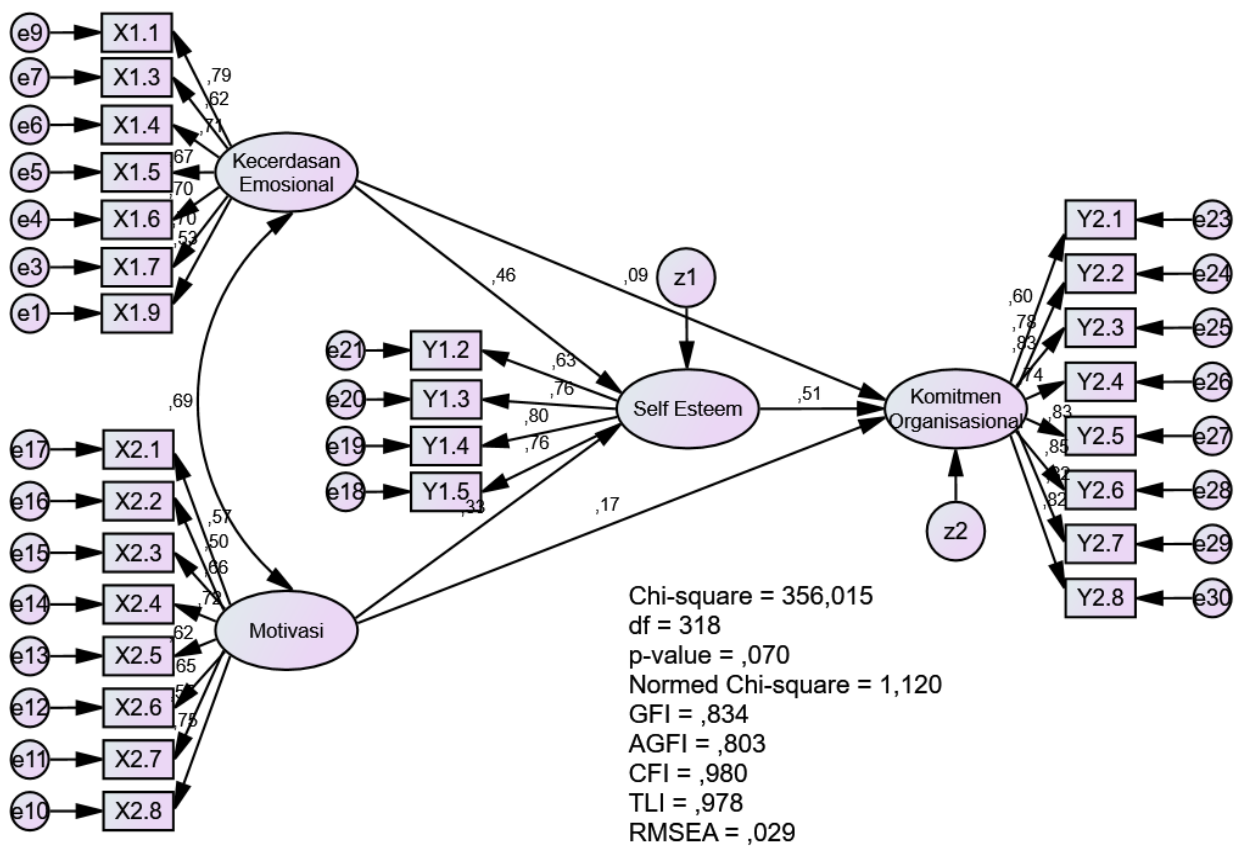 e9
X1.1
e7
X1.3
e6
X1.4
e5
X1.5
e4
X1.6
e3
X1.7
e1
X1.9
,79
,62
,71
,67
,70
,70
,53
Kecerdasan
Emosional
,69
,46
,09
z1
e21
Y1.2
e20
Y1.3
e19
Y1.4
e18
Y1.5
,63
,76
,80
,76
,33
Self Esteem
,51
,17
Komitmen
Organisasional
z2
e17
X2.1
e16
X2.2
e15
X2.3
e14
X2.4
e13
X2.5
e12
X2.6
e11
X2.7
e10
X2.8
,57
,50
,66
,72
,62
,65
,75
Motivasi
,60
,78
,83
,74
,83
,85
,82
Y2.1
e23
Y2.2
e24
Y2.3
e25
Y2.4
e26
Y2.5
e27
Y2.6
e28
Y2.7
e29
Y2.8
e30
Chi-square = 356,015
df = 318
p-value = ,070
Normed Chi-square = 1,120
GFI = ,834
AGFI = ,803
CFI = ,980
TLI = ,978
RMSEA = ,029